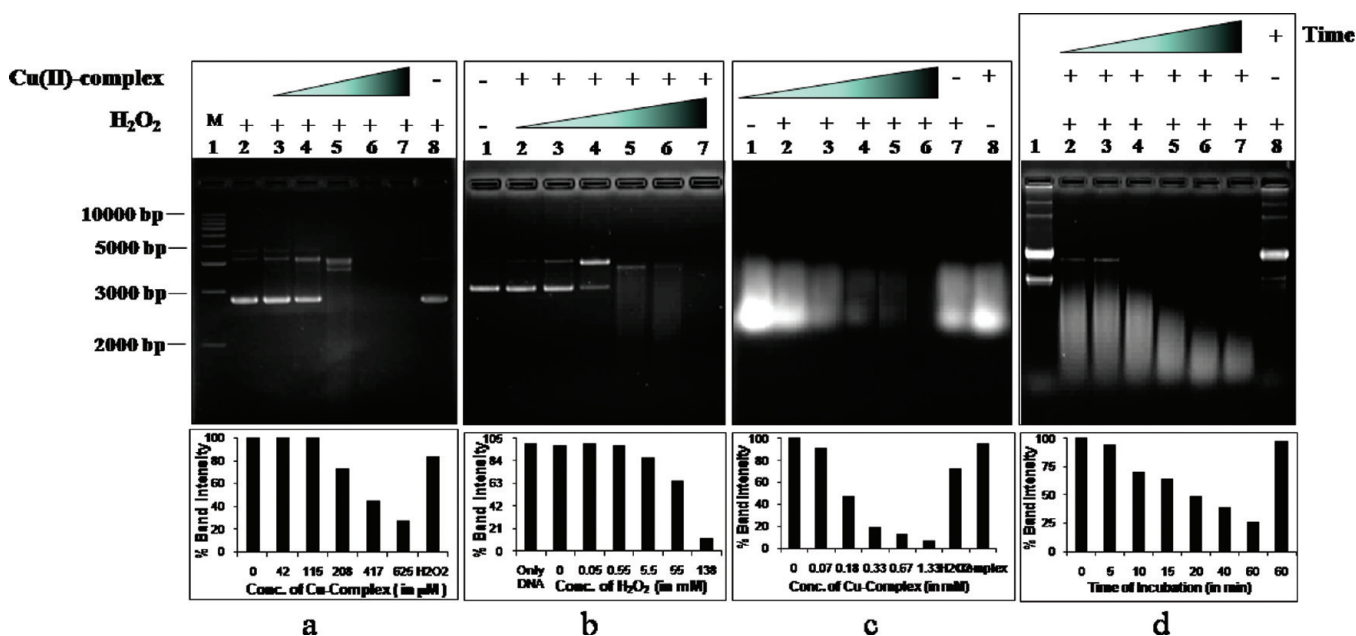 Time
Cu(II)-complex + + + + + + - - + + + + + + - + + + + + + + -
H₂O₂ M + + + + + + + - - + + + + + + - + + + + + + +
1 2 3 4 5 6 7 8 1 2 3 4 5 6 7 1 2 3 4 5 6 7 8 1 2 3 4 5 6 7 8
10000 bp
5000 bp
3000 bp
2000 bp
% Band Intensity
100
80
60
40
20
0
0 42 115 208 417 625 H2O2
Conc. of Cu-Complex ( in µM)
% Band Intensity
105
84
63
42
21
0
Only DNA 0 0.05 0.55 5.5 55 138
Conc. of H₂O₂ (in mM)
% Band Intensity
100
80
60
40
20
0
0 0.07 0.18 0.33 0.67 1.33 H2O2 mplex
Conc. of Cu-Complex (in mM)
% Band Intensity
100
75
50
25
0
0 5 10 15 20 40 60 60
Time of Incubation (in min)
a b c d